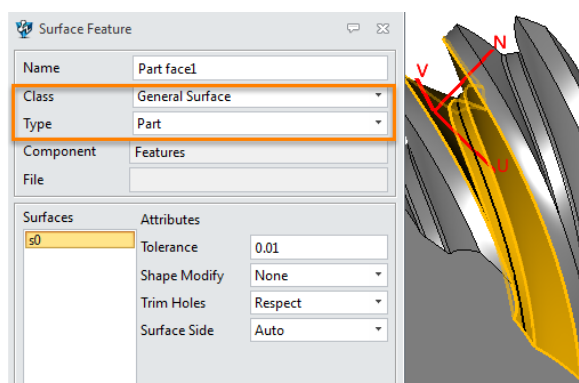 Surface Feature
Name Part face1
Class General Surface
Type Part
Component Features
File
Surfaces Attributes
s0
Tolerance 0.01
Shape Modify None
Trim Holes Respect
Surface Side Auto
N
V
U